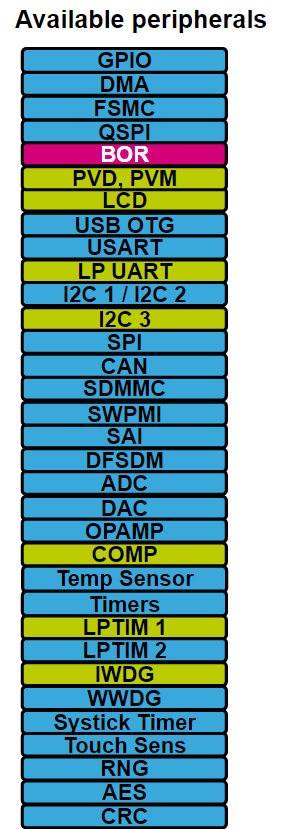 Available peripherals
GPIO
DMA
FSMC
QSPI
BOR
PVD, PVM
LCD
USB OTG
USART
LP UART
I2C 1 / I2C 2
I2C 3
SPI
CAN
SDMMC
SWPMI
SAI
DFSDM
ADC
DAC
OPAMP
COMP
Temp Sensor
Timers
LPTIM 1
LPTIM 2
IWDG
WWDG
Systick Timer
Touch Sens
RNG
AES
CRC